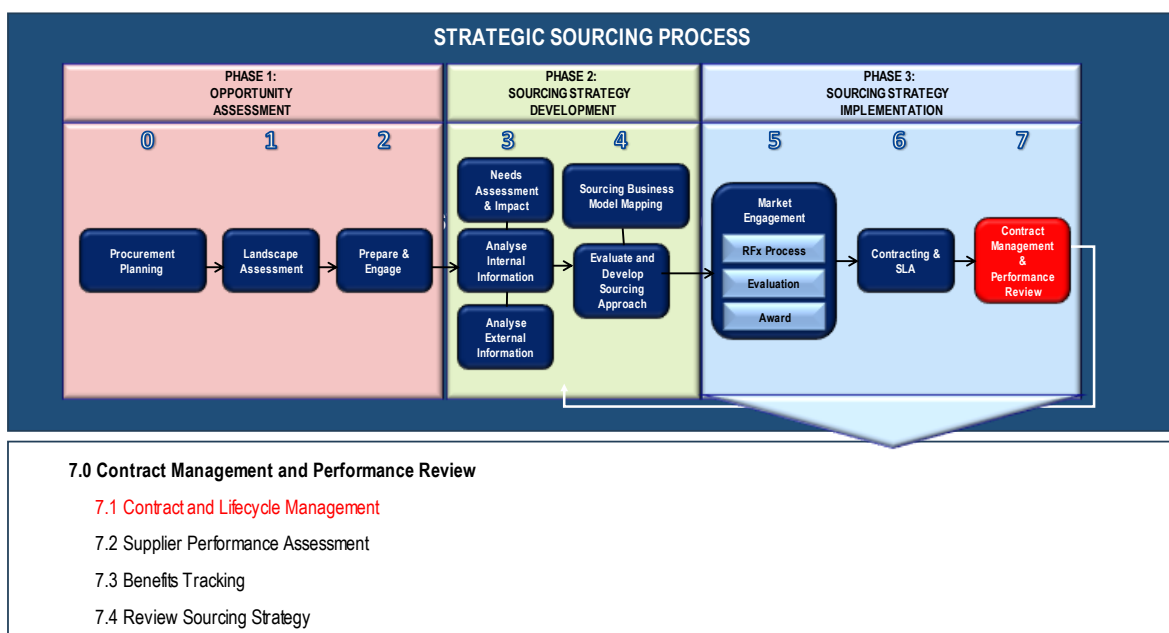 STRATEGIC SOURCING PROCESS
PHASE 1:
OPPORTUNITY
ASSESSMENT
PHASE 2:
SOURCING STRATEGY
DEVELOPMENT
PHASE 3:
SOURCING STRATEGY
IMPLEMENTATION
0
1
2
3
4
5
6
7
Procurement
Planning
Landscape
Assessment
Prepare &
Engage
Needs
Assessment
& Impact
Analyse
Internal
Information
Analyse
External
Information
Sourcing Business
Model Mapping
Evaluate and
Develop
Sourcing
Approach
Market
Engagement
RFx Process
Evaluation
Award
Contracting &
SLA
Contract
Management
&
Performance
Review
7.0 Contract Management and Performance Review
7.1 Contract and Lifecycle Management
7.2 Supplier Performance Assessment
7.3 Benefits Tracking
7.4 Review Sourcing Strategy